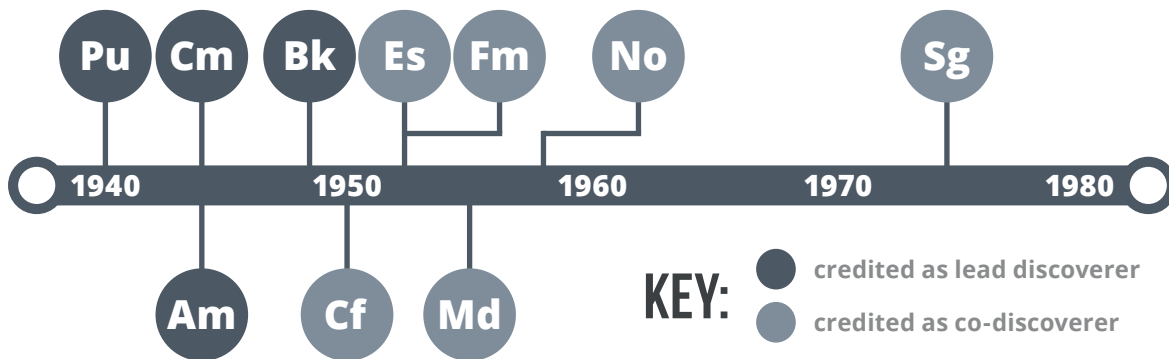 Pu Cm Bk Es Fm No Sg
1940 1950 1960 1970 1980
Am Cf Md
KEY:
credited as lead discoverer
credited as co-discoverer